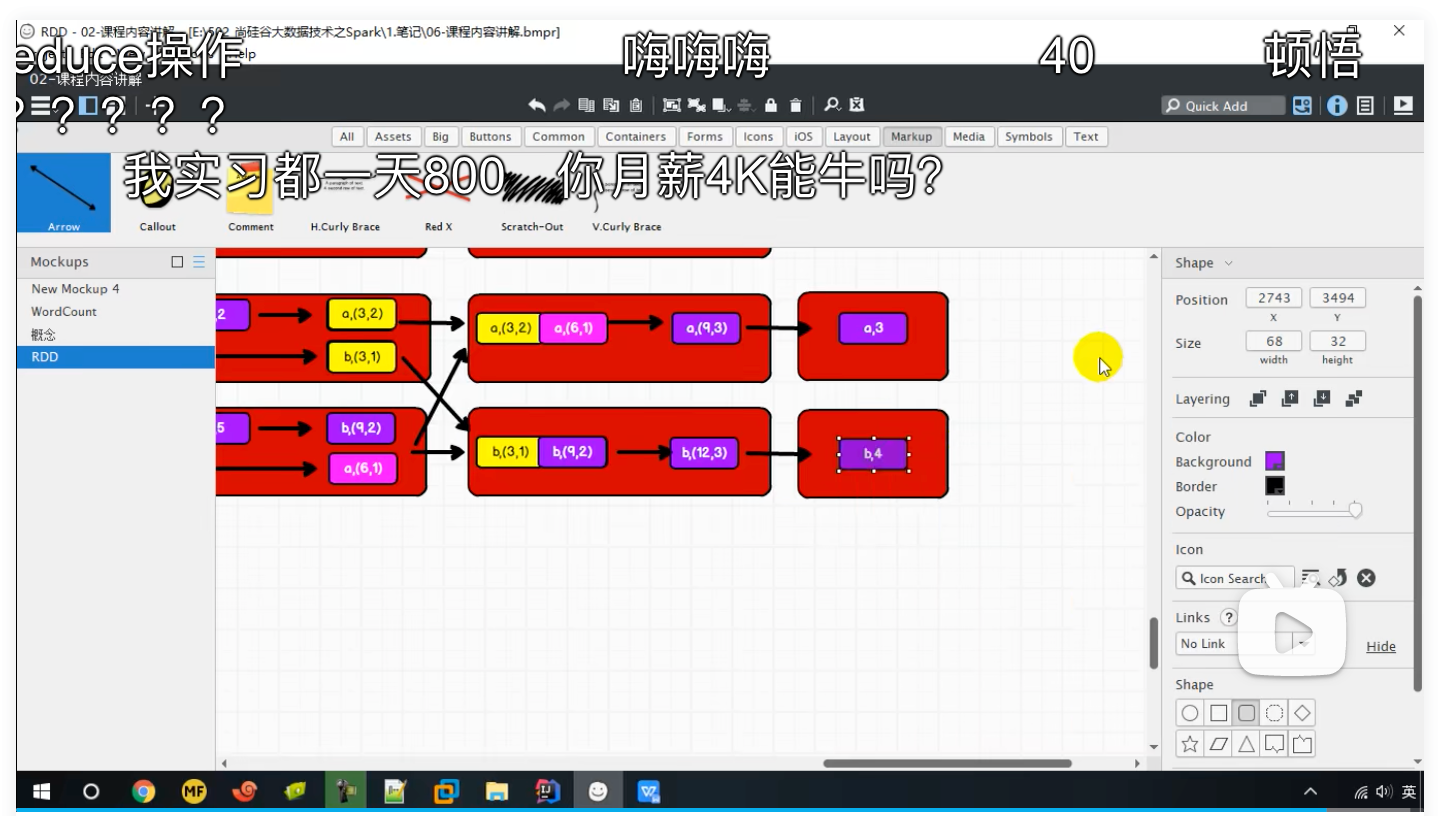 RDD - 02-课程内容讲解 - [E:\502_尚硅谷大数据技术之Spark\1.笔记\06-课程内容讲解.bmpr]
educe操作
嗨嗨嗨
40
顿悟
elp
02-课程内容讲解
? ? ? ? ?
Quick Add
All Assets Big Buttons Common Containers Forms Icons iOS Layout Markup Media Symbols Text
我实习都一天800 你月薪4K能牛吗?
Arrow Callout Comment H.Curly Brace Red X Scratch-Out V.Curly Brace
Mockups
New Mockup 4
WordCount
概念
RDD
2 a,(3,2) a,(3,2) a,(6,1) a,(9,3) a,3
b,(3,1)
5 b,(9,2) b,(3,1) b,(9,2) b,(12,3) b,4
a,(6,1)
Shape
Position 2743 3494
X Y
Size 68 32
width height
Layering
Color
Background
Border
Opacity
Icon
Icon Search
Links ?
No Link Hide
Shape
MF
英